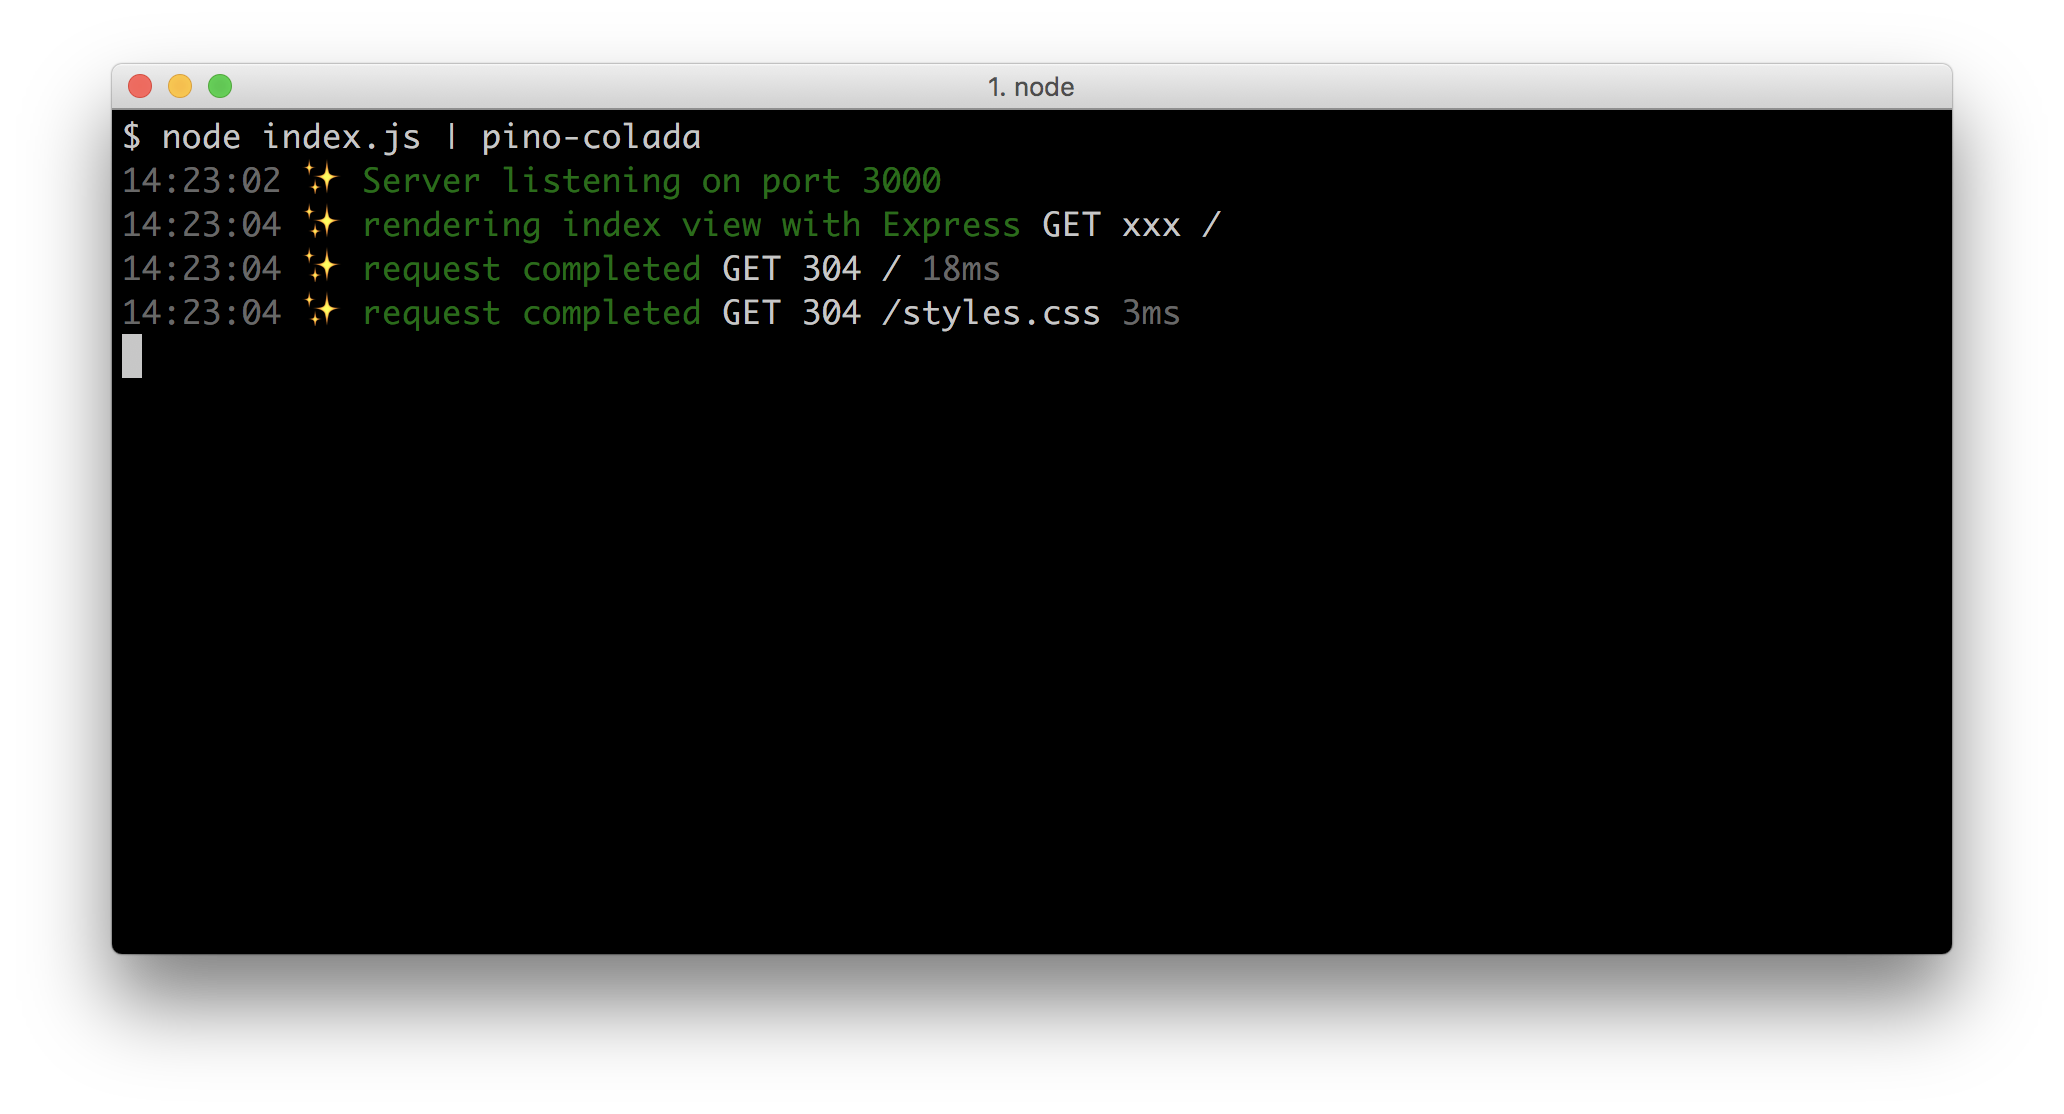 1. node
$ node index.js | pino-colada
14:23:02 ✨ Server listening on port 3000
14:23:04 ✨ rendering index view with Express GET xxx /
14:23:04 ✨ request completed GET 304 / 18ms
14:23:04 ✨ request completed GET 304 /styles.css 3ms